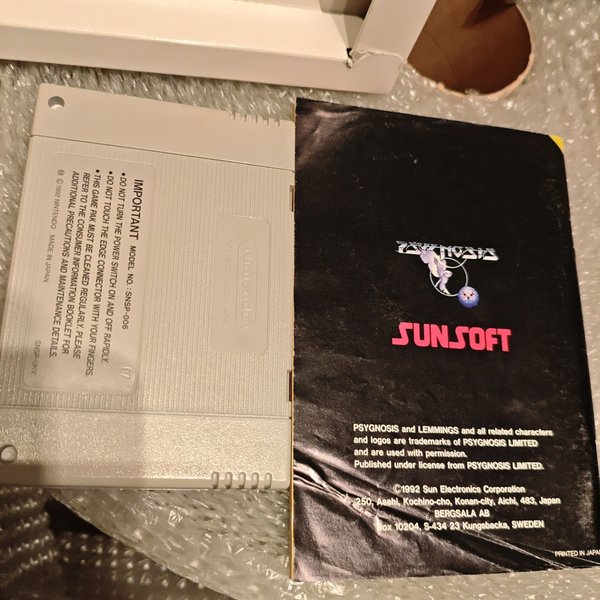 IMPORTANT MODEL NO.: SNSP-006
• DO NOT TURN THE POWER SWITCH ON AND OFF RAPIDLY.
• DO NOT TOUCH THE EDGE CONNECTOR WITH YOUR FINGERS.
• THIS GAME PAK MUST BE CLEANED REGULARLY. PLEASE
REFER TO THE CONSUMER INFORMATION BOOKLET FOR
ADDITIONAL PRECAUTIONS AND MAINTENANCE DETAILS.
© 1992 NINTENDO MADE IN JAPAN
SNSP-UKV
17
Nintendo
PSYGNOSIS
SUNSOFT
PSYGNOSIS and LEMMINGS and all related characters
and logos are trademarks of PSYGNOSIS LIMITED
and are used with permission.
Published under license from PSYGNOSIS LIMITED.
©1992 Sun Electronics Corporation
250, Asahi, Kochino-cho, Konan-city, Aichi, 483, Japan
BERGSALA AB
Box 10204, S-434 23 Kungsbacka, SWEDEN
PRINTED IN JAPAN